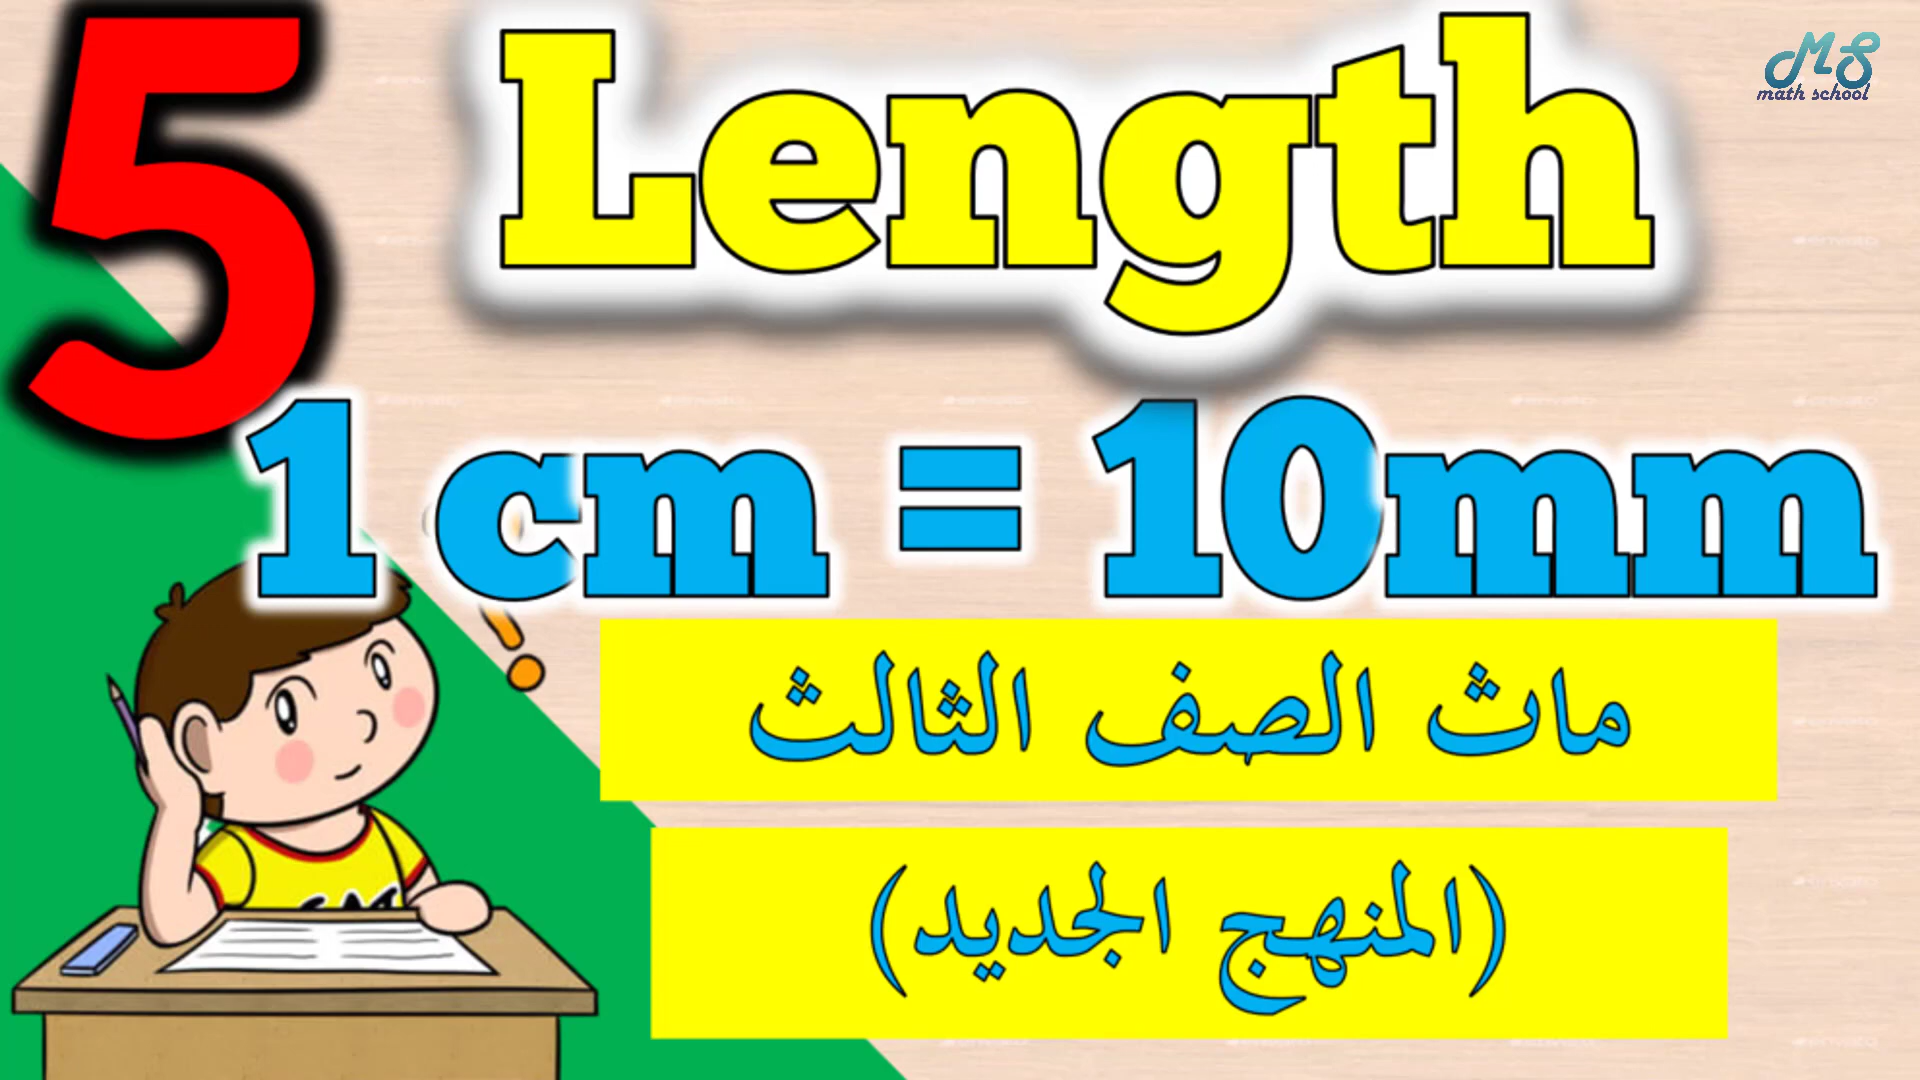 5
Length
MS
math school
1 cm = 10mm
ماث الصف الثالث
(المنهج الجديد)